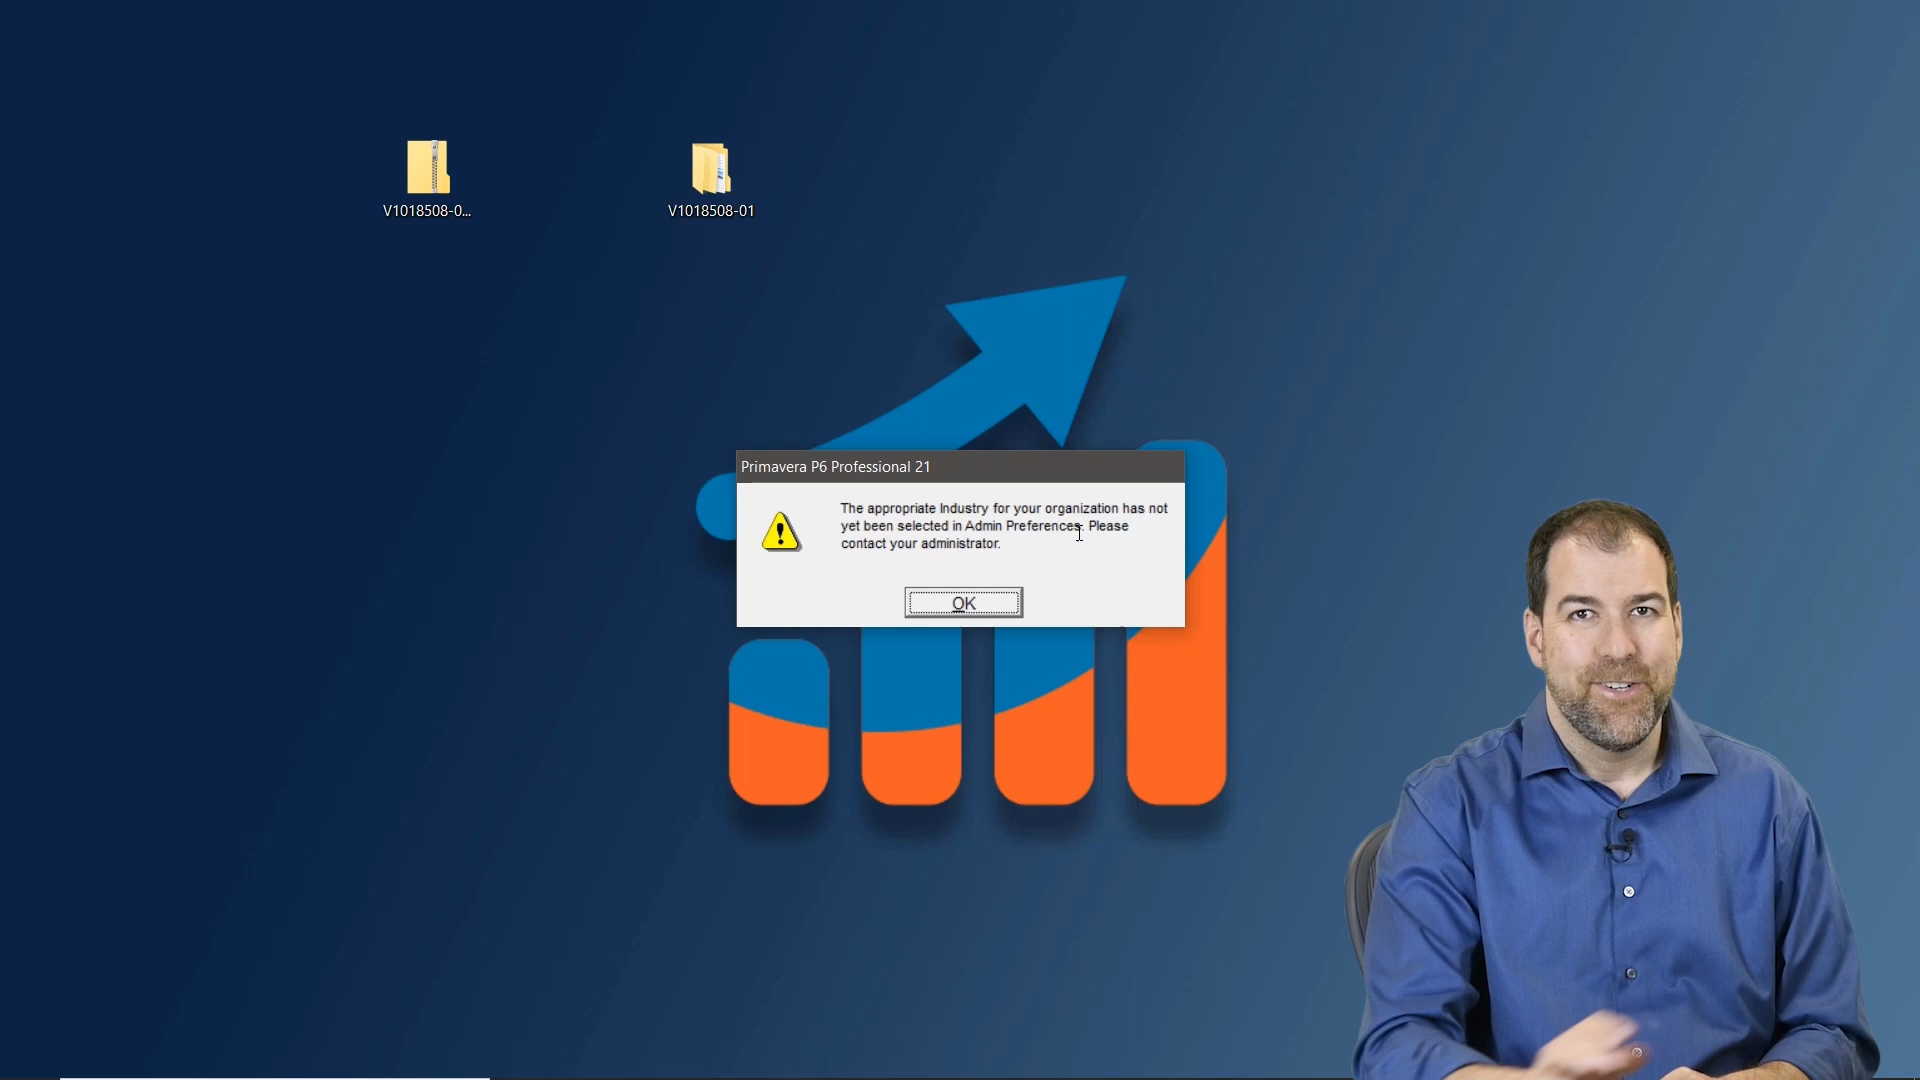 V1018508-0...
V1018508-01
Primavera P6 Professional 21
The appropriate Industry for your organization has not
yet been selected in Admin Preferences. Please
contact your administrator.
OK